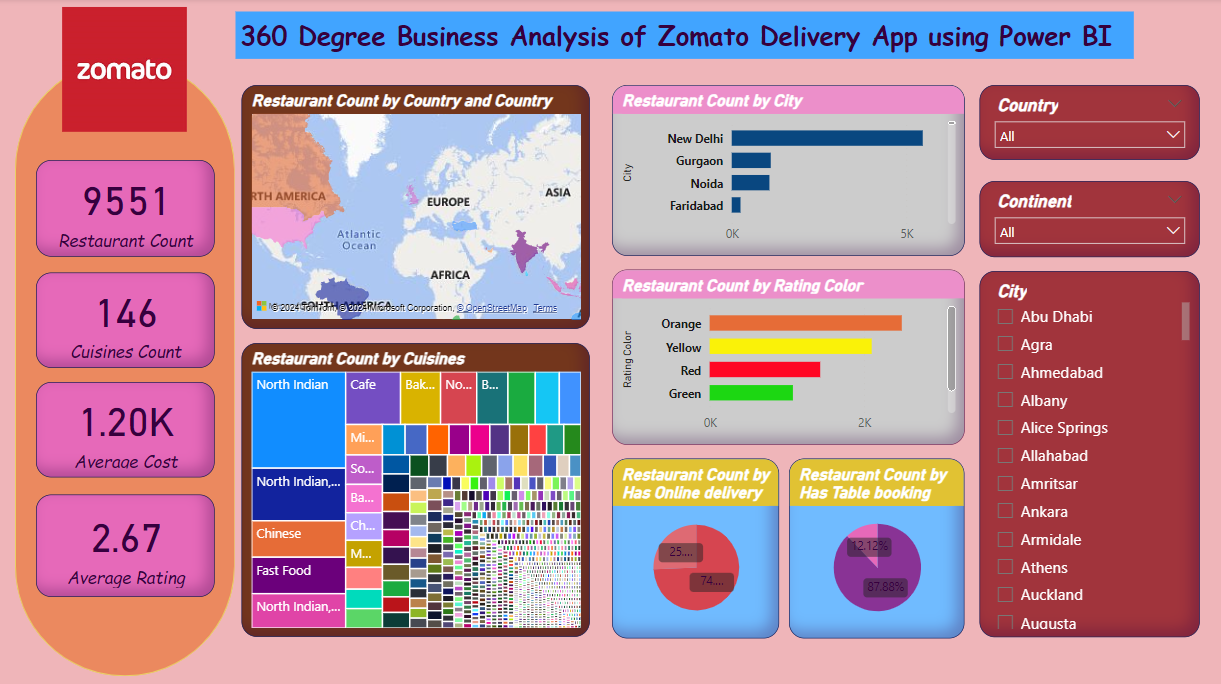 zomato
360 Degree Business Analysis of Zomato Delivery App using Power BI
9551
Restaurant Count
146
Cuisines Count
1.20K
Average Cost
2.67
Average Rating
Restaurant Count by Country and Country
RTH AMERICA
EUROPE
ASIA
Atlantic
Ocean
AFRICA
SOUTH AMERICA
© 2024 TomTom, © 2024 Microsoft Corporation, © OpenStreetMap Terms
Restaurant Count by Cuisines
North Indian
Cafe
Bak...
No...
B...
Mi...
North Indian,...
So...
Ba...
Chinese
Ch...
M...
Fast Food
North Indian,...
Restaurant Count by City
City
New Delhi
Gurgaon
Noida
Faridabad
0K
5K
Restaurant Count by Rating Color
Rating Color
Orange
Yellow
Red
Green
0K
2K
Restaurant Count by
Has Online delivery
25....
74....
Restaurant Count by
Has Table booking
12.12%
87.88%
Country
All
Continent
All
City
Abu Dhabi
Agra
Ahmedabad
Albany
Alice Springs
Allahabad
Amritsar
Ankara
Armidale
Athens
Auckland
Augusta